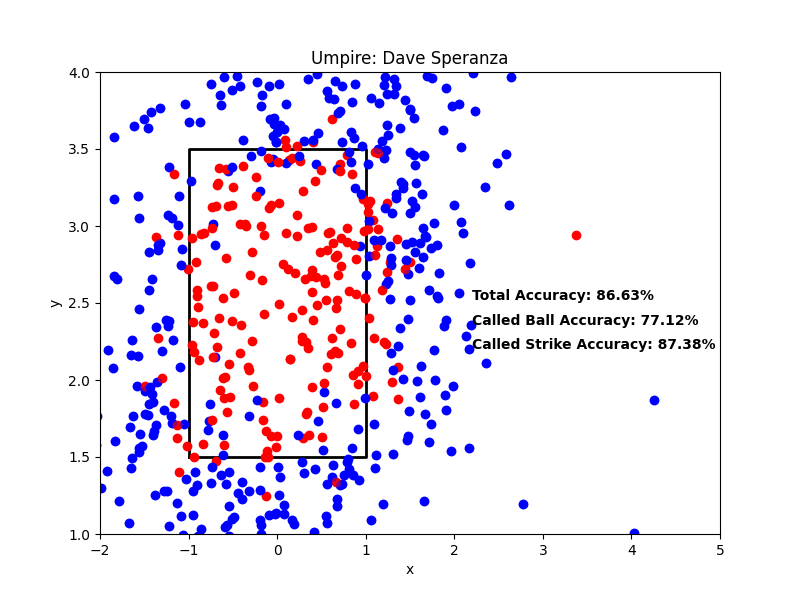 Umpire: Dave Speranza
4.0
3.5
3.0
2.5
2.0
1.5
1.0
y
Total Accuracy: 86.63%
Called Ball Accuracy: 77.12%
Called Strike Accuracy: 87.38%
−2 −1 0 1 2 3 4 5
x